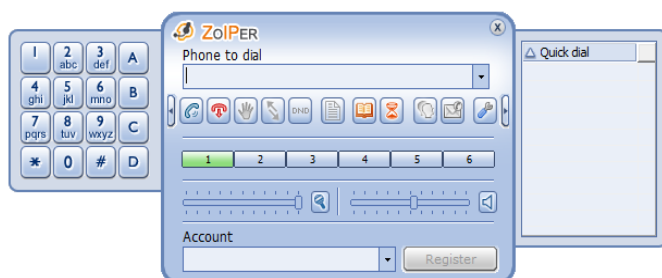 ZOIPER
Phone to dial
1
2
abc
3
def
A
4
ghi
5
jkl
6
mno
B
7
pqrs
8
tuv
9
wxyz
C
*
0
#
D
DND
1
2
3
4
5
6
Account
Register
Quick dial